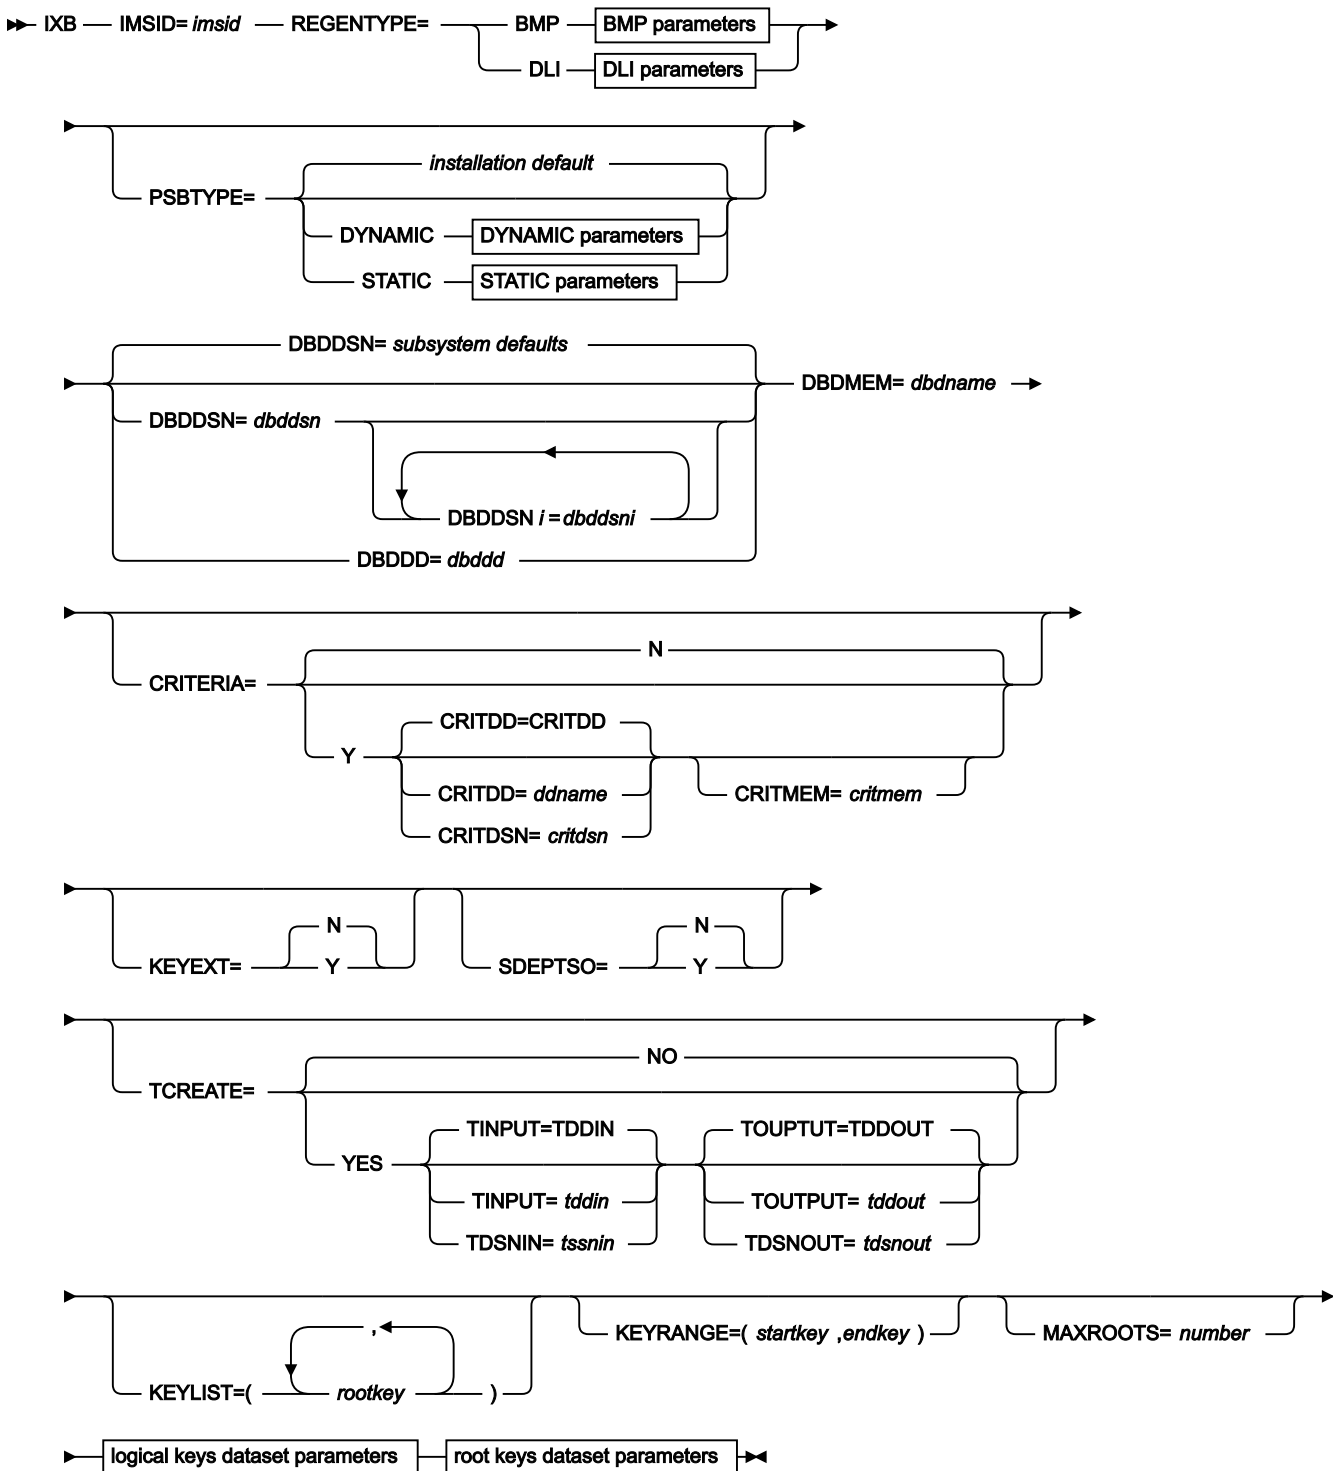 IXB IMSID= imsid REGENTYPE= BMP BMP parameters
DLI DLI parameters
installation default
PSBTYPE=
DYNAMIC DYNAMIC parameters
STATIC STATIC parameters
DBDDSN= subsystem defaults
DBDMEM= dbdname
DBDDSN= dbddsn
DBDDSN i =dbddsni
DBDDD= dbddd
N
CRITERIA=
CRITDD=CRITDD
Y
CRITDD= ddname CRITMEM= critmem
CRITDSN= critdsn
N N
KEYEXT= Y SDEPTSO= Y
NO
TCREATE=
TINPUT=TDDIN TOUPTUT=TDDOUT
YES
TINPUT= tddin TOUTPUT= tddout
TDSNIN= tssnin TDSNOUT= tdsnout
, KEYRANGE=( startkey ,endkey ) MAXROOTS= number
KEYLIST=( rootkey )
logical keys dataset parameters root keys dataset parameters